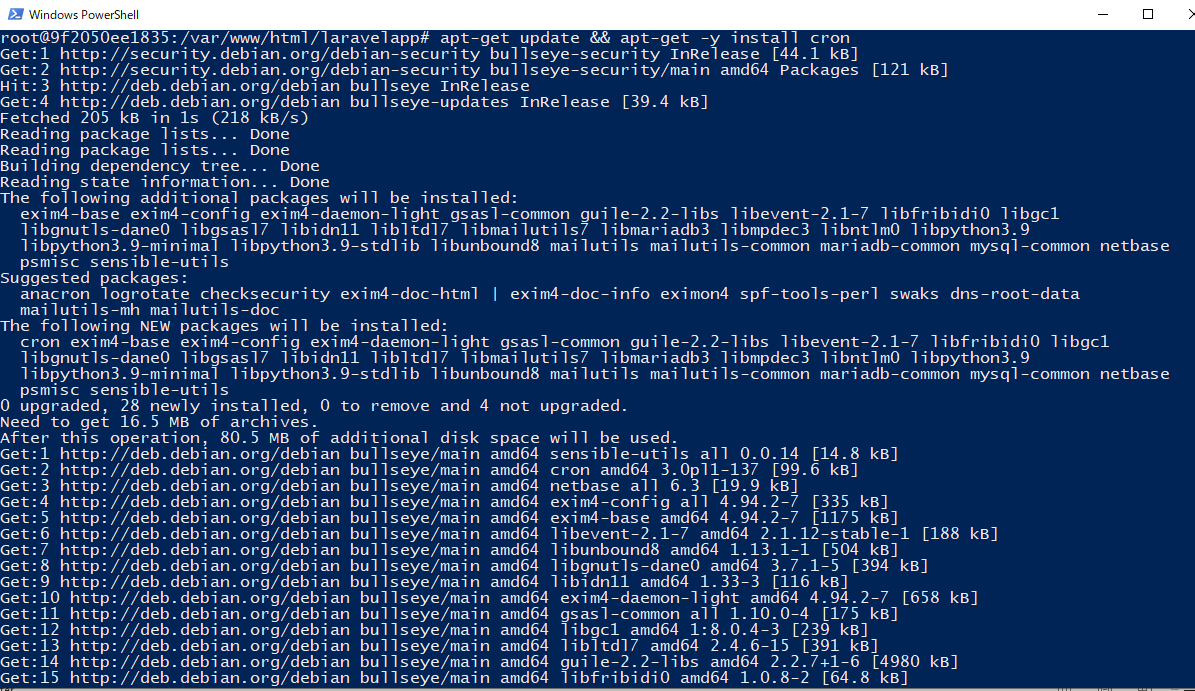 Windows PowerShell
root@9f2050ee1835:/var/www/html/laravelapp# apt-get update && apt-get -y install cron
Get:1 http://security.debian.org/debian-security bullseye-security InRelease [44.1 kB]
Get:2 http://security.debian.org/debian-security bullseye-security/main amd64 Packages [121 kB]
Hit:3 http://deb.debian.org/debian bullseye InRelease
Get:4 http://deb.debian.org/debian bullseye-updates InRelease [39.4 kB]
Fetched 205 kB in 1s (218 kB/s)
Reading package lists... Done
Reading package lists... Done
Building dependency tree... Done
Reading state information... Done
The following additional packages will be installed:
  exim4-base exim4-config exim4-daemon-light gsasl-common guile-2.2-libs libevent-2.1-7 libfribidi0 libgc1
  libgnutls-dane0 libgsasl7 libidn11 libltdl7 libmailutils7 libmariadb3 libmpdec3 libntlm0 libpython3.9
  libpython3.9-minimal libpython3.9-stdlib libunbound8 mailutils mailutils-common mariadb-common mysql-common netbase
  psmisc sensible-utils
Suggested packages:
  anacron logrotate checksecurity exim4-doc-html | exim4-doc-info eximon4 spf-tools-perl swaks dns-root-data
  mailutils-mh mailutils-doc
The following NEW packages will be installed:
  cron exim4-base exim4-config exim4-daemon-light gsasl-common guile-2.2-libs libevent-2.1-7 libfribidi0 libgc1
  libgnutls-dane0 libgsasl7 libidn11 libltdl7 libmailutils7 libmariadb3 libmpdec3 libntlm0 libpython3.9
  libpython3.9-minimal libpython3.9-stdlib libunbound8 mailutils mailutils-common mariadb-common mysql-common netbase
  psmisc sensible-utils
0 upgraded, 28 newly installed, 0 to remove and 4 not upgraded.
Need to get 16.5 MB of archives.
After this operation, 80.5 MB of additional disk space will be used.
Get:1 http://deb.debian.org/debian bullseye/main amd64 sensible-utils all 0.0.14 [14.8 kB]
Get:2 http://deb.debian.org/debian bullseye/main amd64 cron amd64 3.0pl1-137 [99.6 kB]
Get:3 http://deb.debian.org/debian bullseye/main amd64 netbase all 6.3 [19.9 kB]
Get:4 http://deb.debian.org/debian bullseye/main amd64 exim4-config all 4.94.2-7 [335 kB]
Get:5 http://deb.debian.org/debian bullseye/main amd64 exim4-base amd64 4.94.2-7 [1175 kB]
Get:6 http://deb.debian.org/debian bullseye/main amd64 libevent-2.1-7 amd64 2.1.12-stable-1 [188 kB]
Get:7 http://deb.debian.org/debian bullseye/main amd64 libunbound8 amd64 1.13.1-1 [504 kB]
Get:8 http://deb.debian.org/debian bullseye/main amd64 libgnutls-dane0 amd64 3.7.1-5 [394 kB]
Get:9 http://deb.debian.org/debian bullseye/main amd64 libidn11 amd64 1.33-3 [116 kB]
Get:10 http://deb.debian.org/debian bullseye/main amd64 exim4-daemon-light amd64 4.94.2-7 [658 kB]
Get:11 http://deb.debian.org/debian bullseye/main amd64 gsasl-common all 1.10.0-4 [175 kB]
Get:12 http://deb.debian.org/debian bullseye/main amd64 libgc1 amd64 1:8.0.4-3 [239 kB]
Get:13 http://deb.debian.org/debian bullseye/main amd64 libltdl7 amd64 2.4.6-15 [391 kB]
Get:14 http://deb.debian.org/debian bullseye/main amd64 guile-2.2-libs amd64 2.2.7+1-6 [4980 kB]
Get:15 http://deb.debian.org/debian bullseye/main amd64 libfribidi0 amd64 1.0.8-2 [64.8 kB]